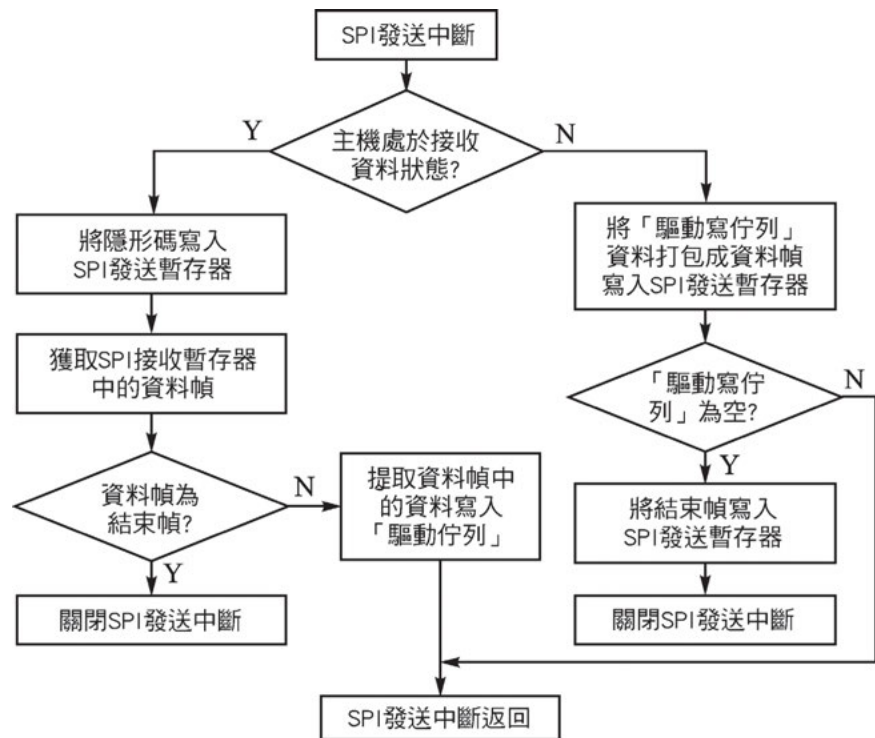 SPI發送中斷
主機處於接收
資料狀態?
Y
N
將隱形碼寫入
SPI發送暫存器
獲取SPI接收暫存器
中的資料幀
資料幀為
結束幀?
N
Y
提取資料幀中
的資料寫入
「驅動佇列」
關閉SPI發送中斷
將「驅動寫佇列」
資料打包成資料幀
寫入SPI發送暫存器
「驅動寫佇
列」為空?
N
Y
將結束幀寫入
SPI發送暫存器
關閉SPI發送中斷
SPI發送中斷返回